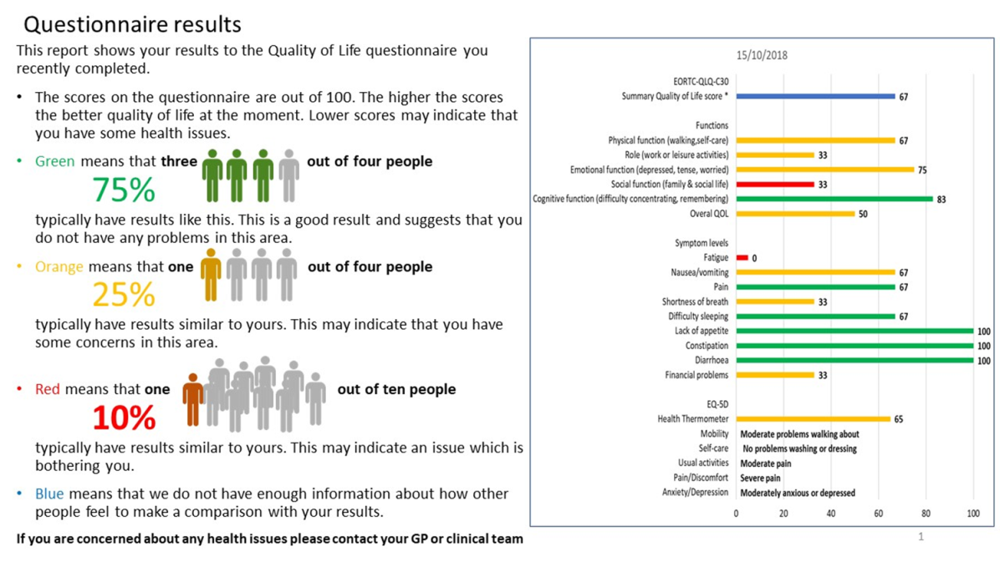 Questionnaire results
This report shows your results to the Quality of Life questionnaire you
recently completed.
• The scores on the questionnaire are out of 100. The higher the scores
the better quality of life at the moment. Lower scores may indicate that
you have some health issues.
• Green means that three out of four people
75%
typically have results like this. This is a good result and suggests that you
do not have any problems in this area.
• Orange means that one out of four people
25%
typically have results similar to yours. This may indicate that you have
some concerns in this area.
• Red means that one out of ten people
10%
typically have results similar to yours. This may indicate an issue which is
bothering you.
• Blue means that we do not have enough information about how other
people feel to make a comparison with your results.
If you are concerned about any health issues please contact your GP or clinical team
15/10/2018
EORTC-QLQ-C30
Summary Quality of Life score * 67
Functions
Physical function (walking,self-care) 67
Role (work or leisure activities) 33
Emotional function (depressed, tense, worried) 75
Social function (family & social life) 33
Cognitive function (difficulty concentrating, remembering) 83
Overal QOL 50
Symptom levels
Fatigue 0
Nausea/vomiting 67
Pain 67
Shortness of breath 33
Difficulty sleeping 67
Lack of appetite 100
Constipation 100
Diarrhoea 100
Financial problems 33
EQ-5D
Health Thermometer 65
Mobility Moderate problems walking about
Self-care No problems washing or dressing
Usual activities Moderate pain
Pain/Discomfort Severe pain
Anxiety/Depression Moderately anxious or depressed
0 20 40 60 80 100
1